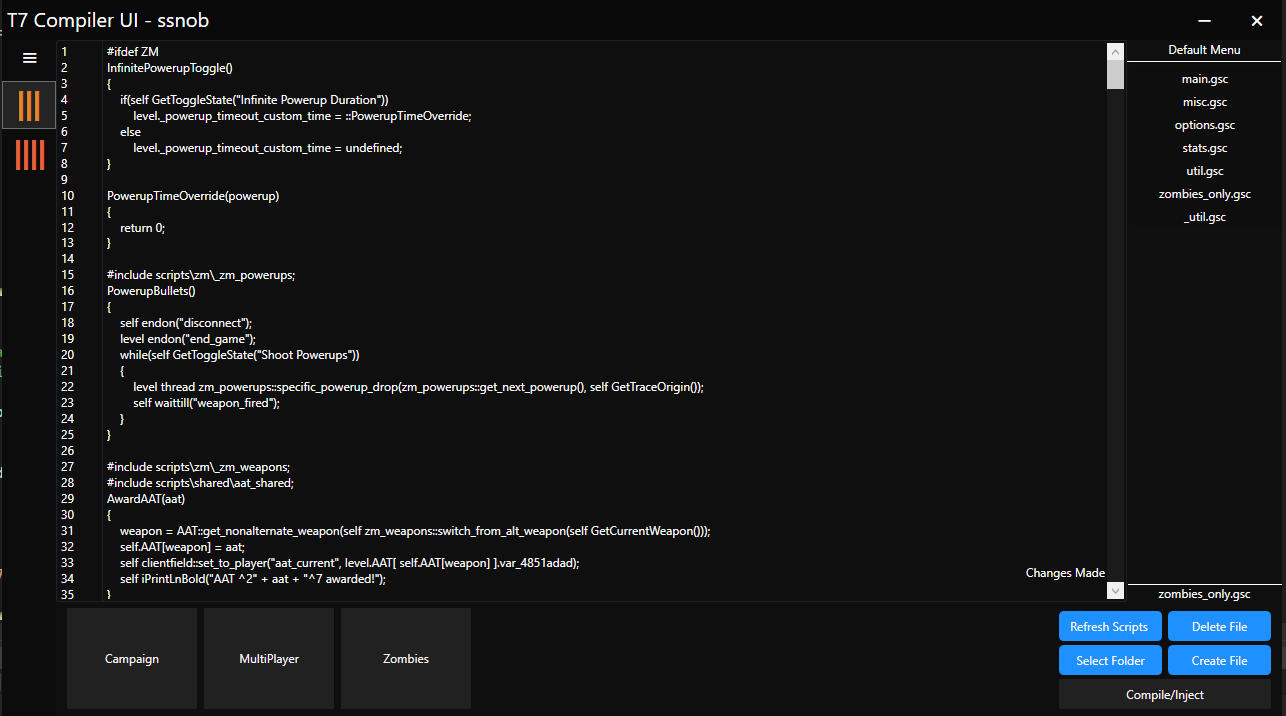 T7 Compiler UI - ssnob
1 #ifdef ZM
2 InfinitePowerupToggle()
3 {
4 if(self GetToggleState("Infinite Powerup Duration"))
5 level._powerup_timeout_custom_time = ::PowerupTimeOverride;
6 else
7 level._powerup_timeout_custom_time = undefined;
8 }
9
10 PowerupTimeOverride(powerup)
11 {
12 return 0;
13 }
14
15 #include scripts\zm\_zm_powerups;
16 PowerupBullets()
17 {
18 self endon("disconnect");
19 level endon("end_game");
20 while(self GetToggleState("Shoot Powerups"))
21 {
22 level thread zm_powerups::specific_powerup_drop(zm_powerups::get_next_powerup(), self GetTraceOrigin());
23 self waittill("weapon_fired");
24 }
25 }
26
27 #include scripts\zm\_zm_weapons;
28 #include scripts\shared\aat_shared;
29 AwardAAT(aat)
30 {
31 weapon = AAT::get_nonalternate_weapon(self zm_weapons::switch_from_alt_weapon(self GetCurrentWeapon()));
32 self.AAT[weapon] = aat;
33 self clientfield::set_to_player("aat_current", level.AAT[ self.AAT[weapon] ].var_4851adad);
34 self iPrintLnBold("AAT ^2" + aat + "^7 awarded!");
35 }
Changes Made
Default Menu
main.gsc
misc.gsc
options.gsc
stats.gsc
util.gsc
zombies_only.gsc
_util.gsc
zombies_only.gsc
Campaign
MultiPlayer
Zombies
Refresh Scripts
Delete File
Select Folder
Create File
Compile/Inject